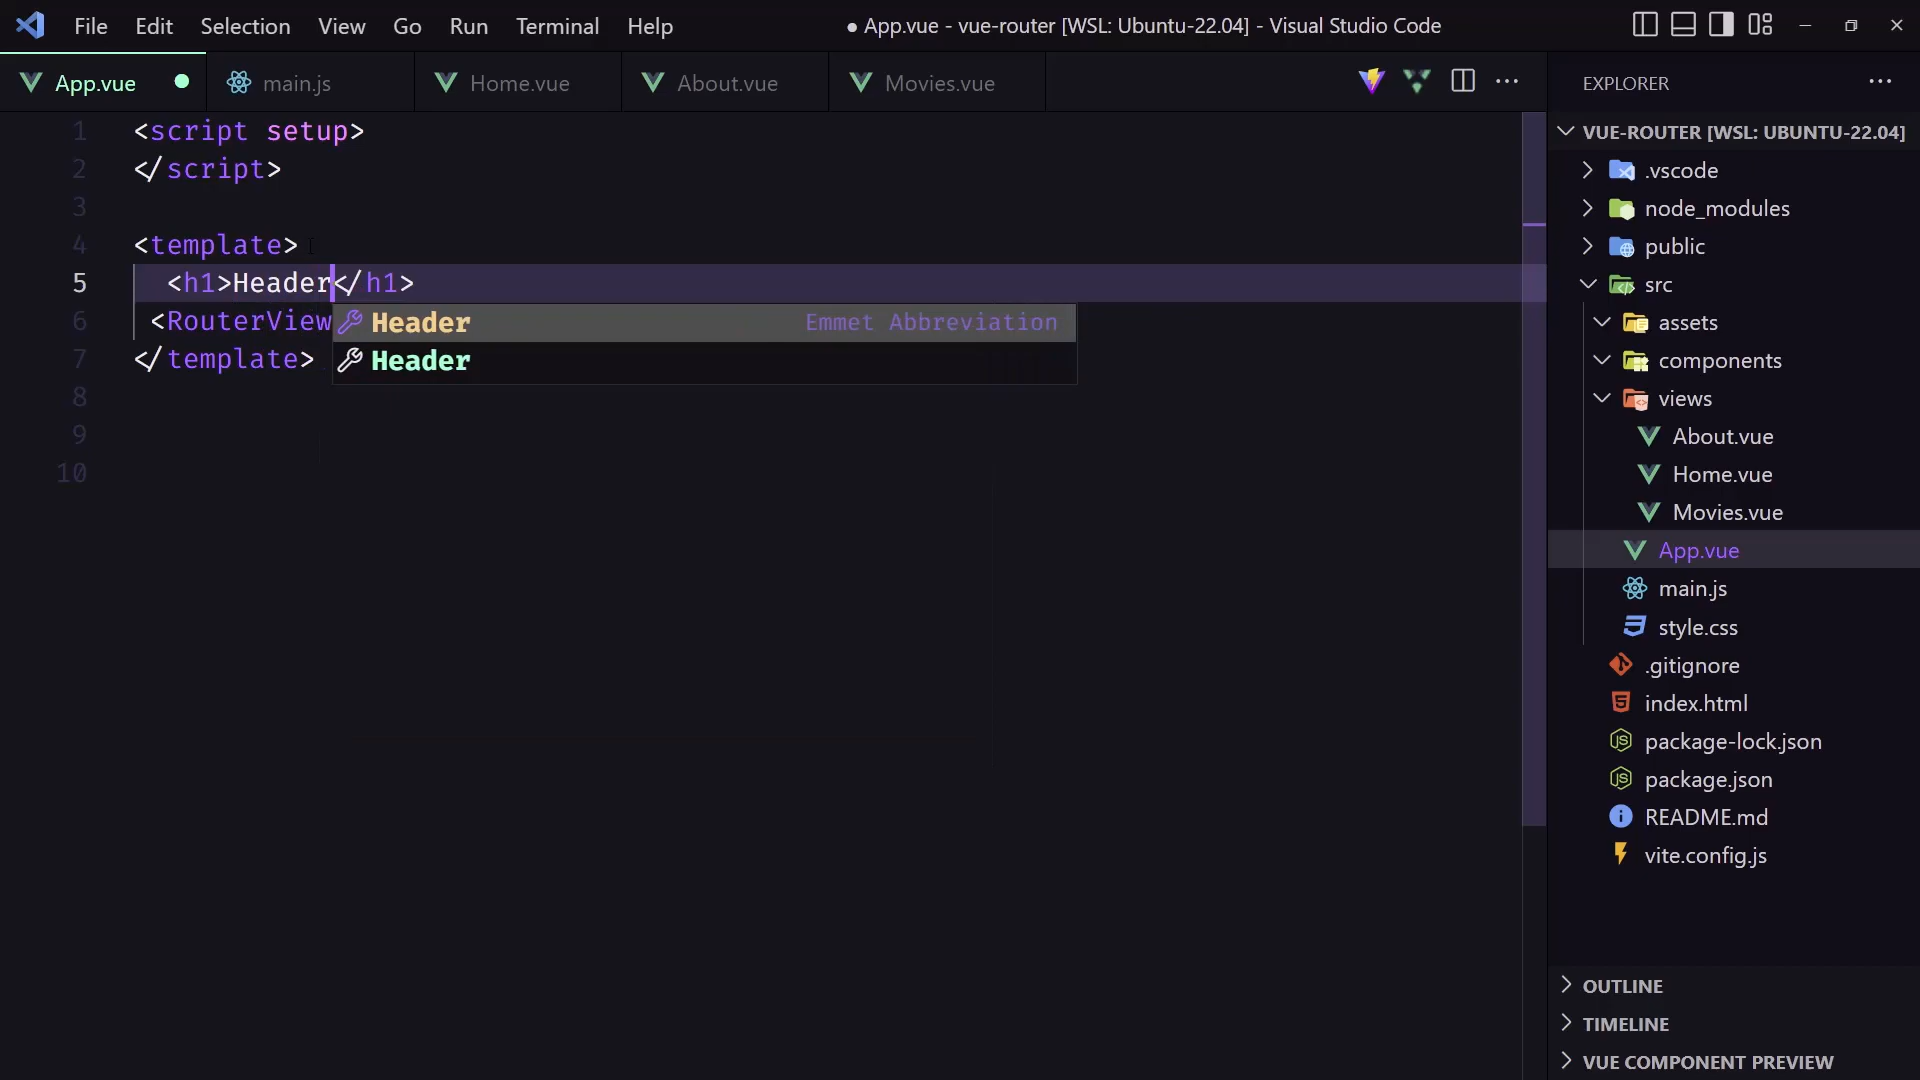 File Edit Selection View Go Run Terminal Help
● App.vue - vue-router [WSL: Ubuntu-22.04] - Visual Studio Code
App.vue
main.js
Home.vue
About.vue
Movies.vue
1 <script setup>
2 </script>
3
4 <template>
5 <h1>Header</h1>
6 <RouterView
7 </template>
8
9
10
Header Emmet Abbreviation
Header
EXPLORER
VUE-ROUTER [WSL: UBUNTU-22.04]
.vscode
node_modules
public
src
assets
components
views
About.vue
Home.vue
Movies.vue
App.vue
main.js
style.css
.gitignore
index.html
package-lock.json
package.json
README.md
vite.config.js
OUTLINE
TIMELINE
VUE COMPONENT PREVIEW